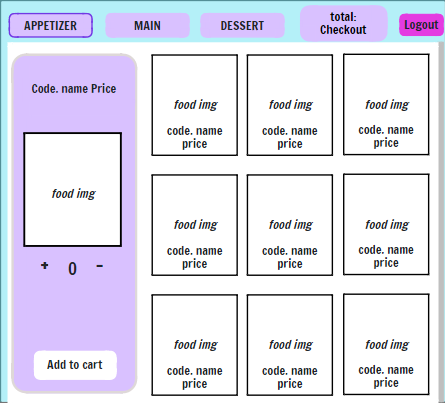 APPETIZER
MAIN
DESSERT
total:
Checkout
Logout
Code. name Price
food img
+ 0 -
Add to cart
food img
code. name
price
food img
code. name
price
food img
code. name
price
food img
code. name
price
food img
code. name
price
food img
code. name
price
food img
code. name
price
food img
code. name
price
food img
code. name
price